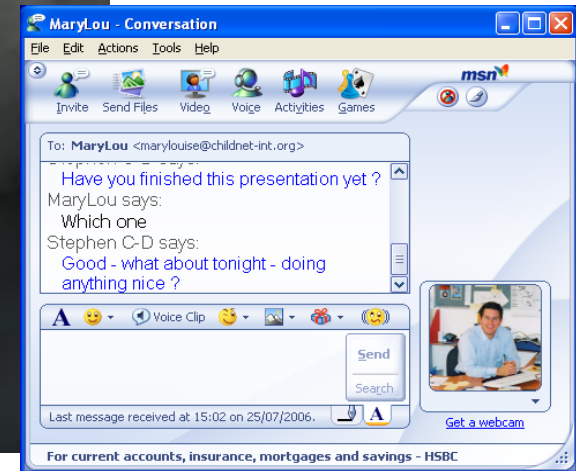 MaryLou - Conversation
File Edit Actions Tools Help
msn
Invite Send Files Video Voice Activities Games
To: MaryLou <marylouise@childnet-int.org>
Stephen C-D says:
Have you finished this presentation yet ?
MaryLou says:
Which one
Stephen C-D says:
Good - what about tonight - doing
anything nice ?
A Voice Clip
Send
Search
Last message received at 15:02 on 25/07/2006. A
Get a webcam
For current accounts, insurance, mortgages and savings - HSBC